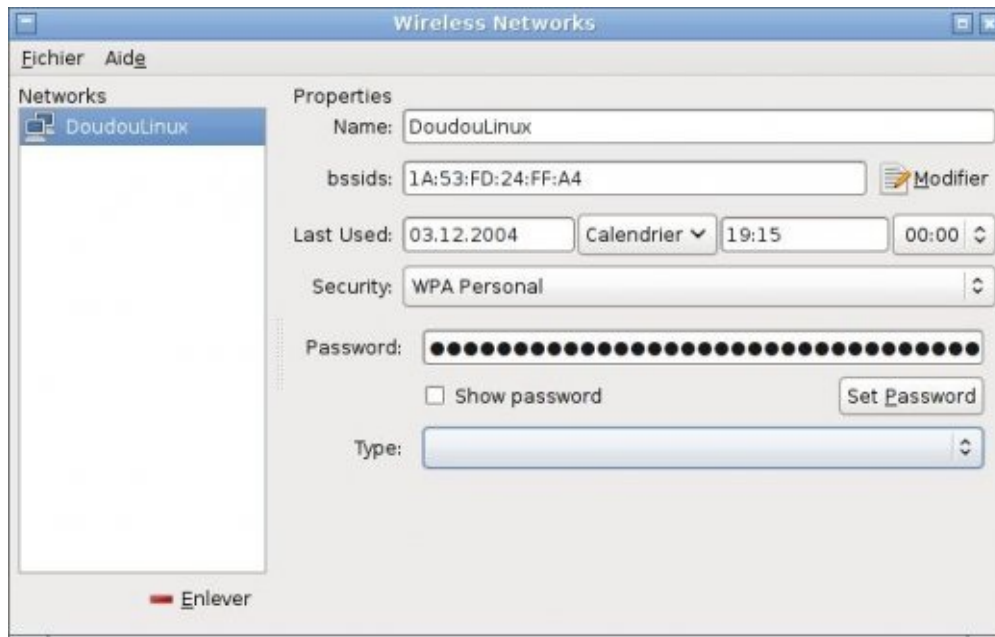 Wireless Networks
Fichier Aide
Networks
DoudouLinux
Properties
Name: DoudouLinux
bssids: 1A:53:FD:24:FF:A4 Modifier
Last Used: 03.12.2004 Calendrier 19:15 00:00
Security: WPA Personal
Password: ●●●●●●●●●●●●●●●●●●●●●●●●●●●●●●●●●
Show password Set Password
Type:
Enlever